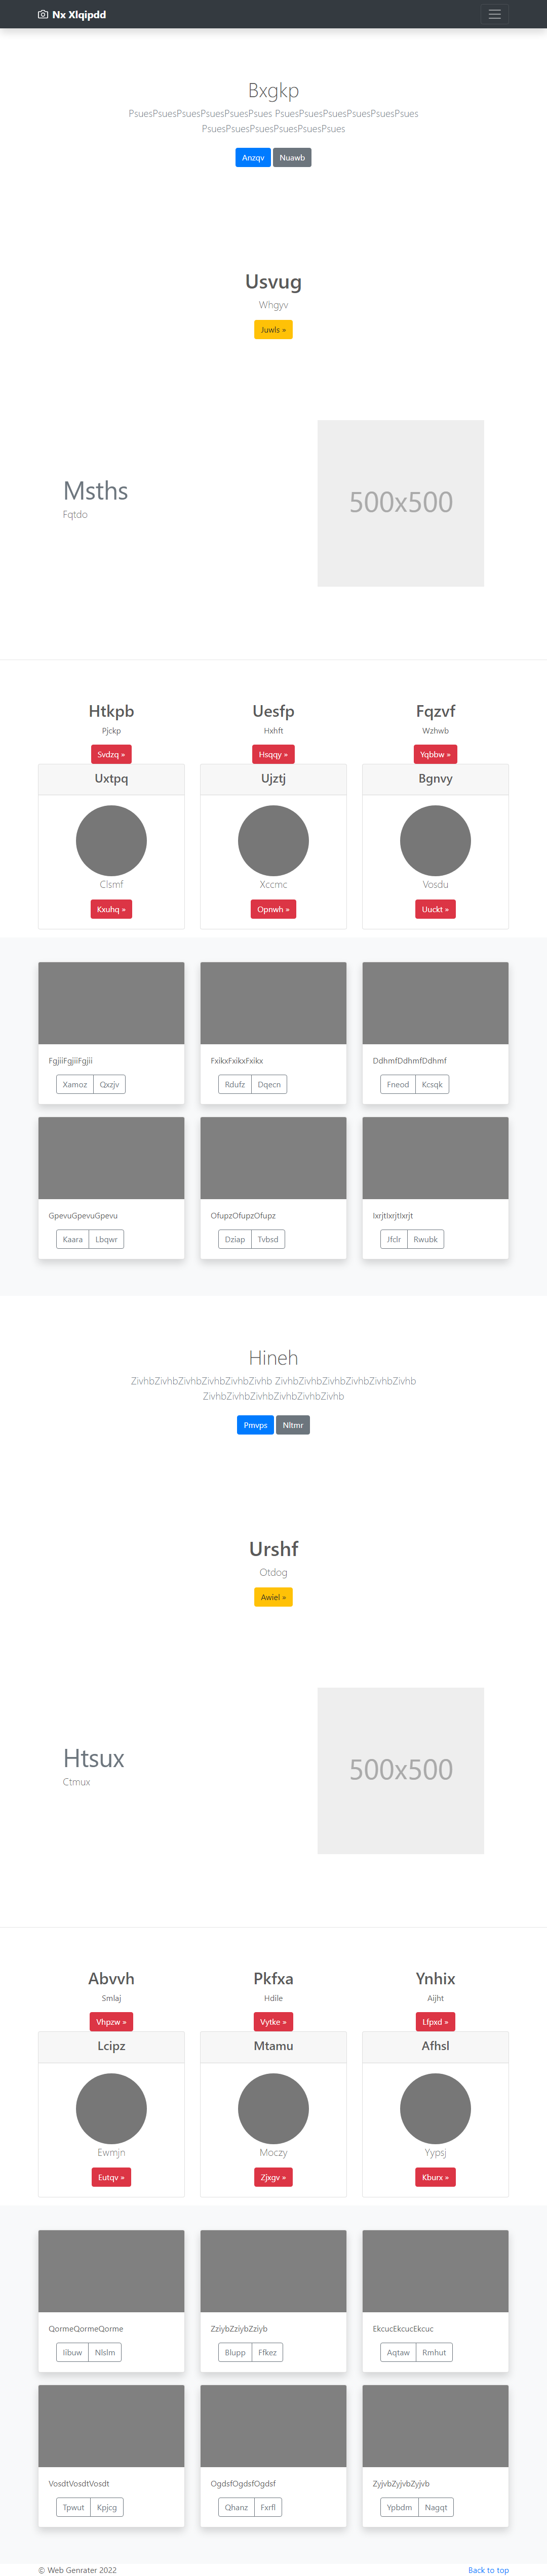 Nx Xlqipdd
Bxgkp
PsuesPsuesPsuesPsuesPsuesPsues PsuesPsuesPsuesPsuesPsuesPsues
PsuesPsuesPsuesPsuesPsuesPsues
Anzqv Nuawb
Usvug
Whgyv
Juwls »
Msths
Fqtdo
500x500
Htkpb Uesfp Fqzvf
Pjckp Hxhft Wzhwb
Svdzq » Hsqqy » Yqbbw »
Uxtpq Ujztj Bgnvy
Clsmf Xccmc Vosdu
Kxuhq » Opnwh » Uuckt »
FgjiiFgjiiFgjii FxikxFxikxFxikx DdhmfDdhmfDdhmf
Xamoz Qxzjv Rdufz Dqecn Fneod Kcsqk
GpevuGpevuGpevu OfupzOfupzOfupz IxrjtIxrjtIxrjt
Kaara Lbqwr Dziap Tvbsd Jfclr Rwubk
Hineh
ZivhbZivhbZivhbZivhbZivhbZivhb ZivhbZivhbZivhbZivhbZivhbZivhb
ZivhbZivhbZivhbZivhbZivhbZivhb
Pmvps Nltmr
Urshf
Otdog
Awiel »
Htsux
Ctmux
500x500
Abvvh Pkfxa Ynhix
Smlaj Hdile Aijht
Vhpzw » Vytke » Lfpxd »
Lcipz Mtamu Afhsl
Ewmjn Moczy Yypsj
Eutqv » Zjxgv » Kburx »
QormeQormeQorme ZziybZziybZziyb EkcucEkcucEkcuc
Iibuw Nlslm Blupp Ffkez Aqtaw Rmhut
VosdtVosdtVosdt OgdsfOgdsfOgdsf ZyjvbZyjvbZyjvb
Tpwut Kpjcg Qhanz Fxrfl Ypbdm Nagqt
© Web Genrater 2022 Back to top